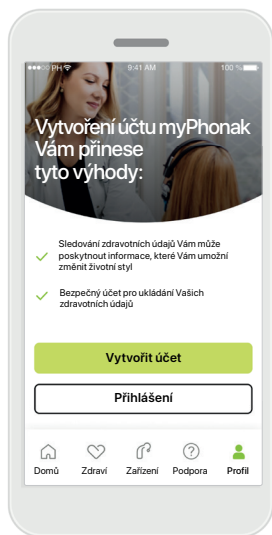 PH
9:41 AM
100 %
Vytvoření účtu myPhonak
Vám přinese
tyto výhody:
Sledování zdravotních údajů Vám může
poskytnout informace, které Vám umožní
změnit životní styl
Bezpečný účet pro ukládání Vašich
zdravotních údajů
Vytvořit účet
Přihlášení
Domů Zdraví Zařízení Podpora Profil